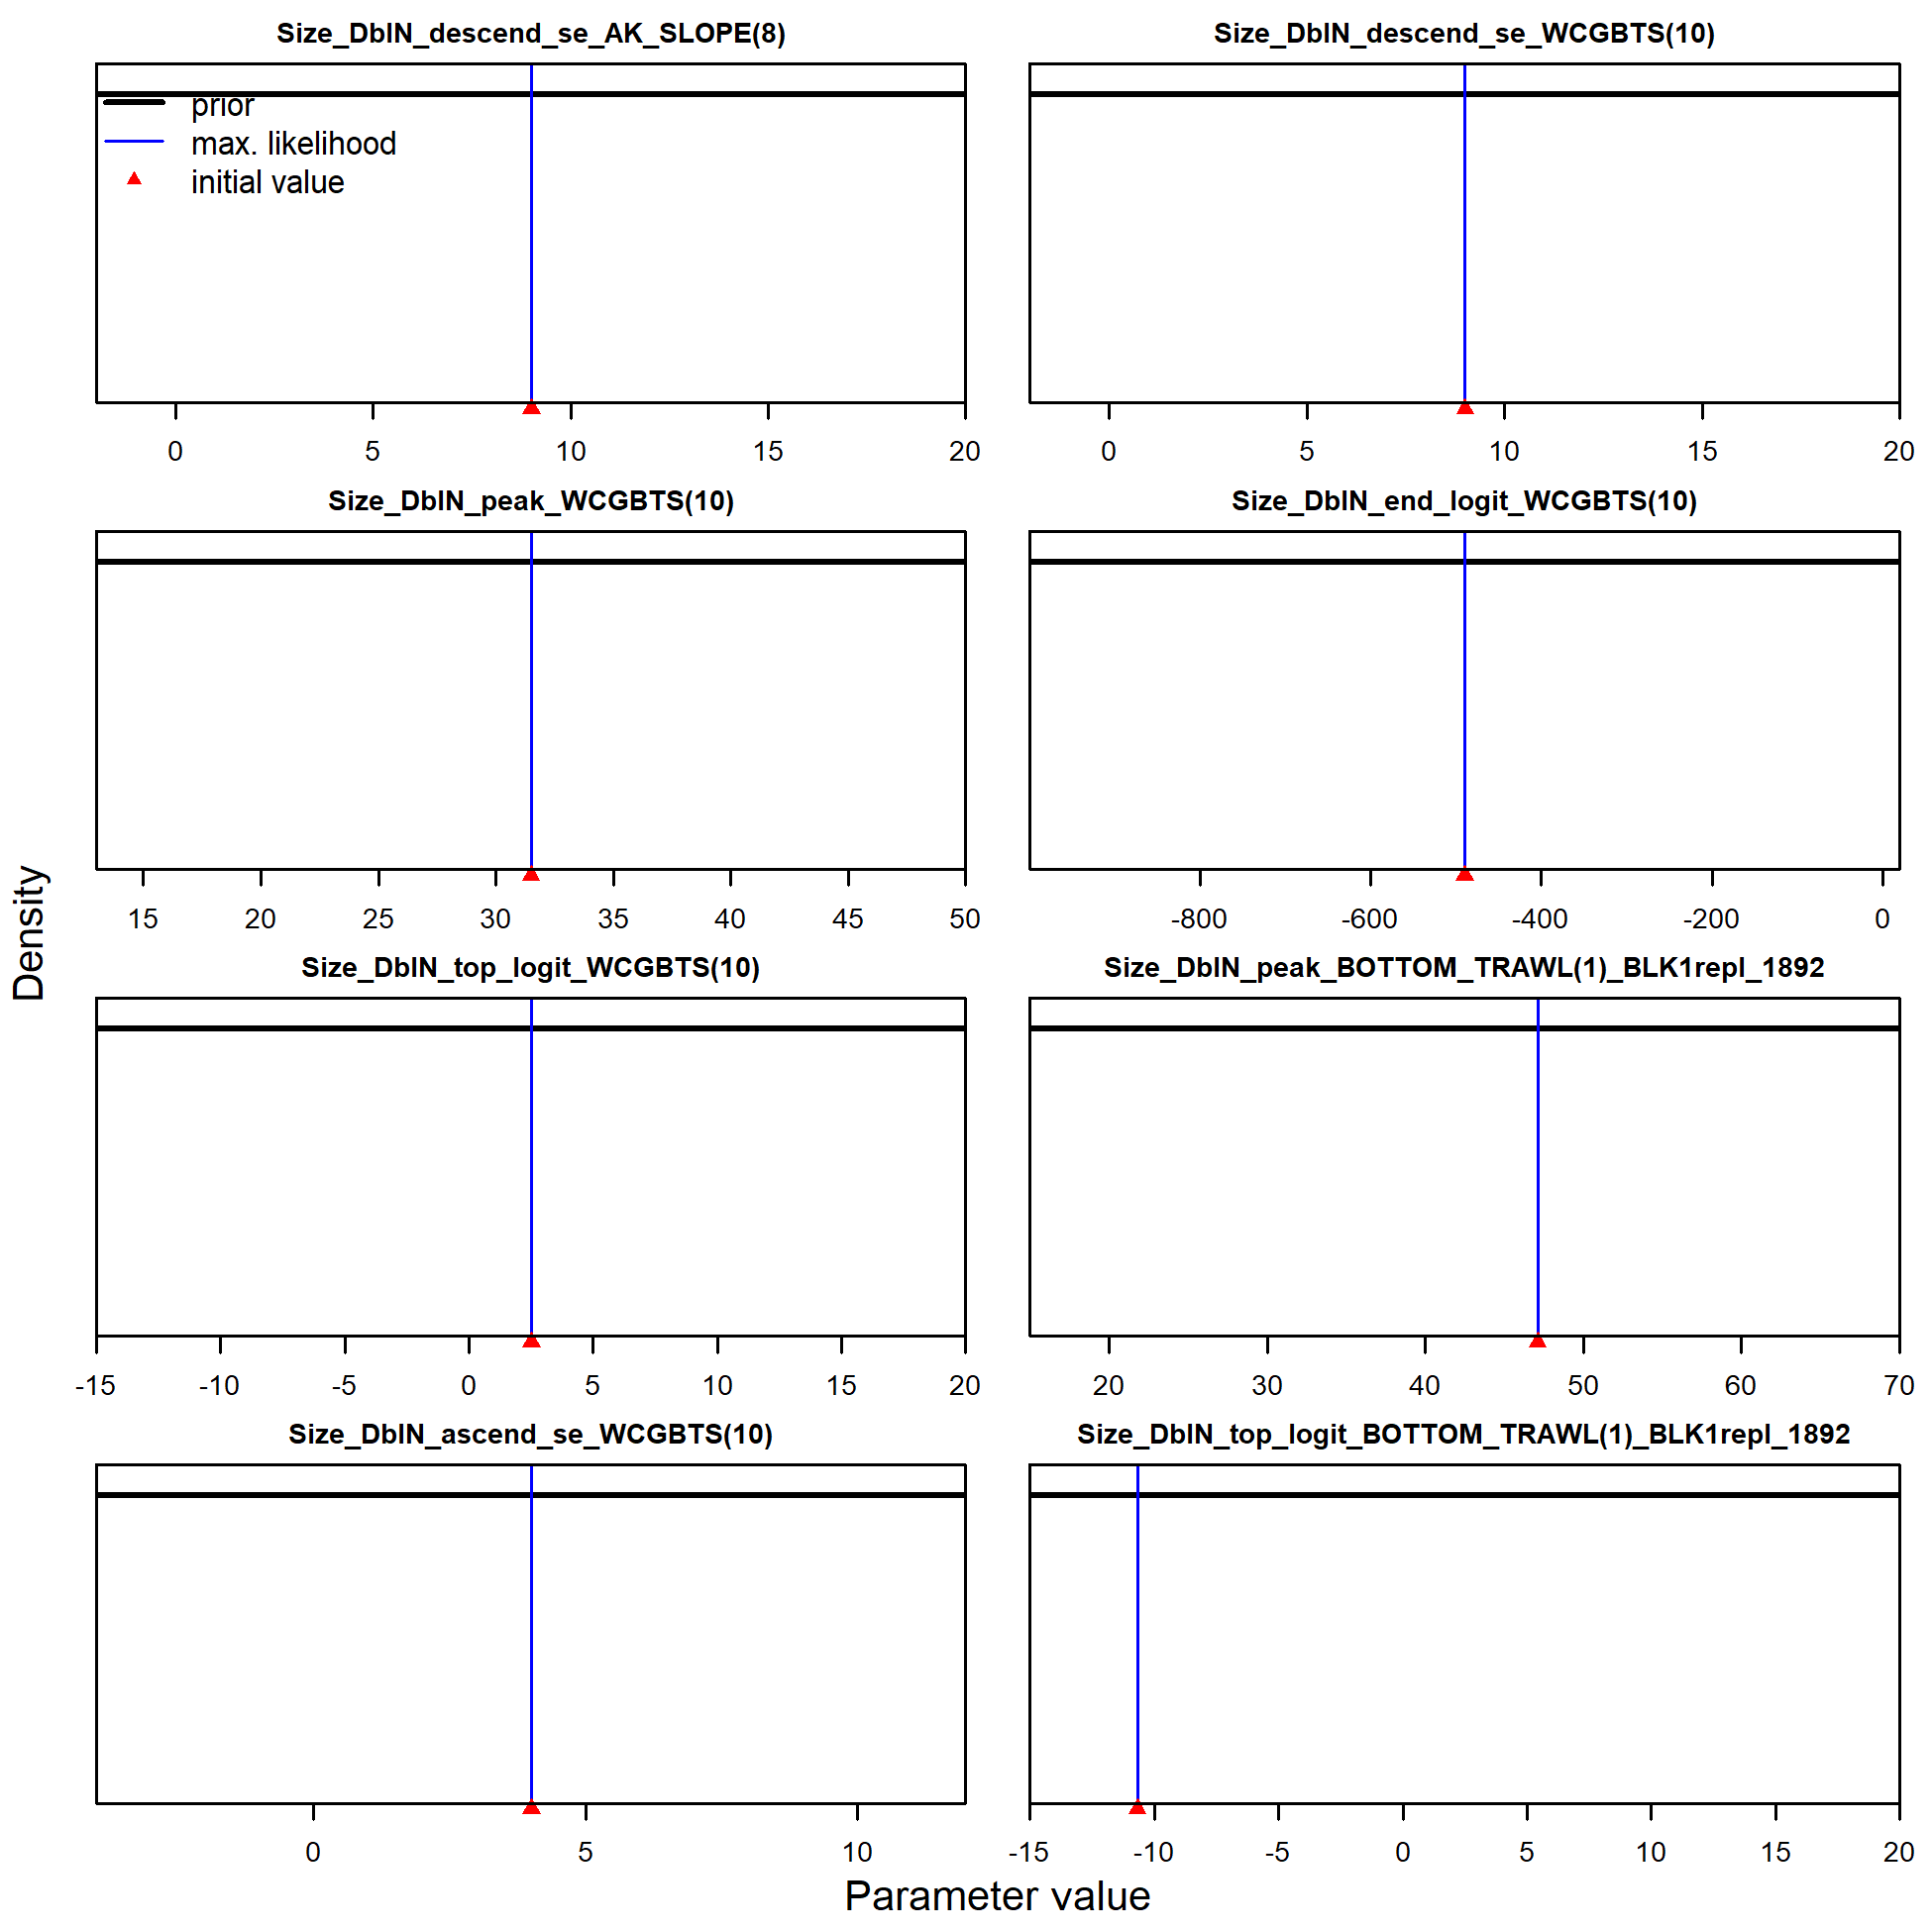 Size_DblN_descend_se_AK_SLOPE(8)
prior
max. likelihood
initial value
0 5 10 15 20
Size_DblN_descend_se_WCGBTS(10)
0 5 10 15 20
Size_DblN_peak_WCGBTS(10)
15 20 25 30 35 40 45 50
Size_DblN_end_logit_WCGBTS(10)
-800 -600 -400 -200 0
Size_DblN_top_logit_WCGBTS(10)
-15 -10 -5 0 5 10 15 20
Size_DblN_peak_BOTTOM_TRAWL(1)_BLK1repl_1892
20 30 40 50 60 70
Size_DblN_ascend_se_WCGBTS(10)
0 5 10
Size_DblN_top_logit_BOTTOM_TRAWL(1)_BLK1repl_1892
-15 -10 -5 0 5 10 15 20
Density
Parameter value